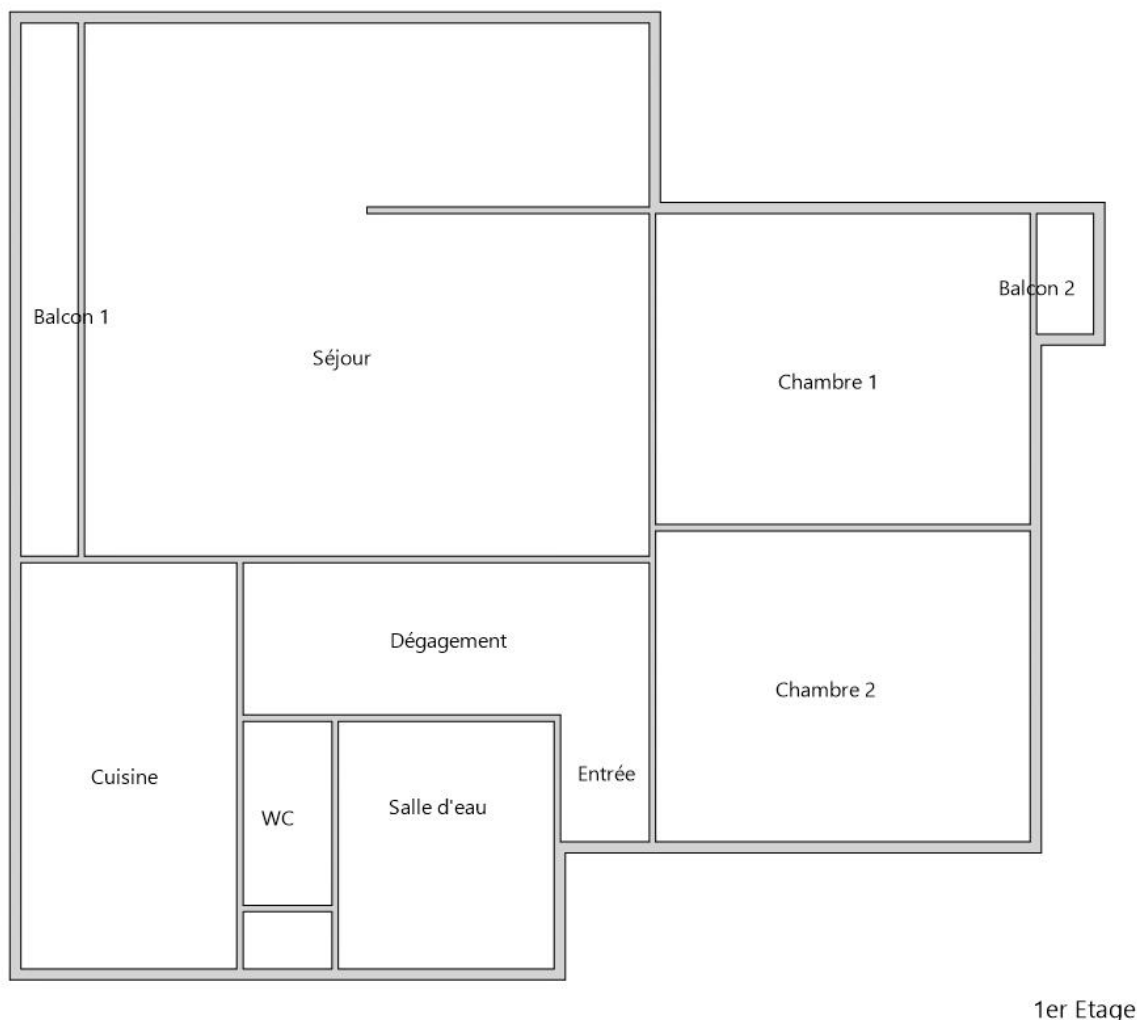 Balcon 2
Balcon 1
Séjour
Chambre 1
Dégagement
Chambre 2
Entrée
Cuisine
Salle d'eau
WC
1er Etage